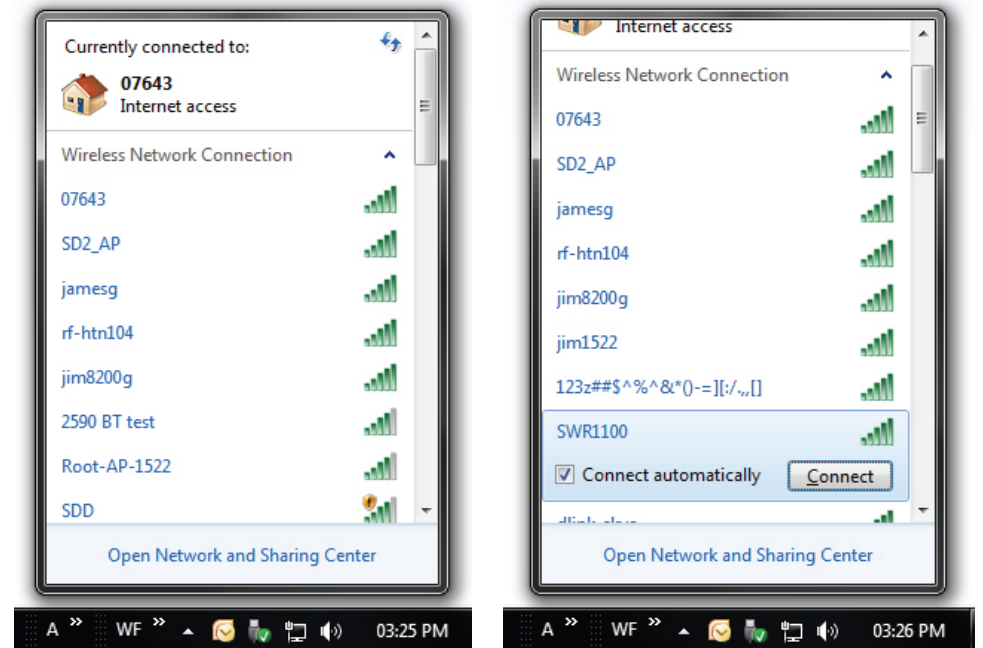 Currently connected to:
07643
Internet access
Wireless Network Connection
07643
SD2_AP
jamesg
rf-htn104
jim8200g
2590 BT test
Root-AP-1522
SDD
Open Network and Sharing Center
A » WF » 03:25 PM
Internet access
Wireless Network Connection
07643
SD2_AP
jamesg
rf-htn104
jim8200g
jim1522
123z##$^%^&*()-=][:/.,,[]
SWR1100
Connect automatically Connect
Open Network and Sharing Center
A » WF » 03:26 PM